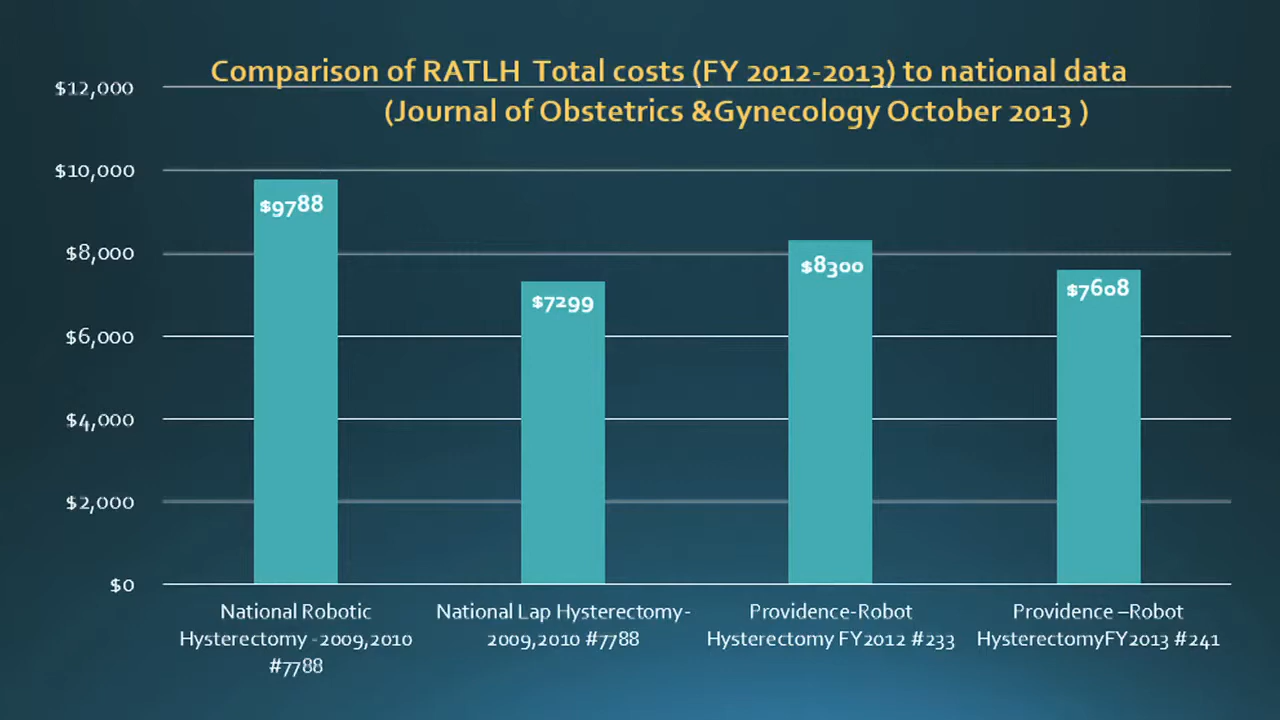 Comparison of RATLH Total costs (FY 2012-2013) to national data
(Journal of Obstetrics &Gynecology October 2013 )
$12,000
$10,000
$8,000
$6,000
$4,000
$2,000
$0
$9788
$7299
$8300
$7608
National Robotic
Hysterectomy -2009,2010
#7788
National Lap Hysterectomy-
2009,2010 #7788
Providence-Robot
Hysterectomy FY2012 #233
Providence –Robot
HysterectomyFY2013 #241